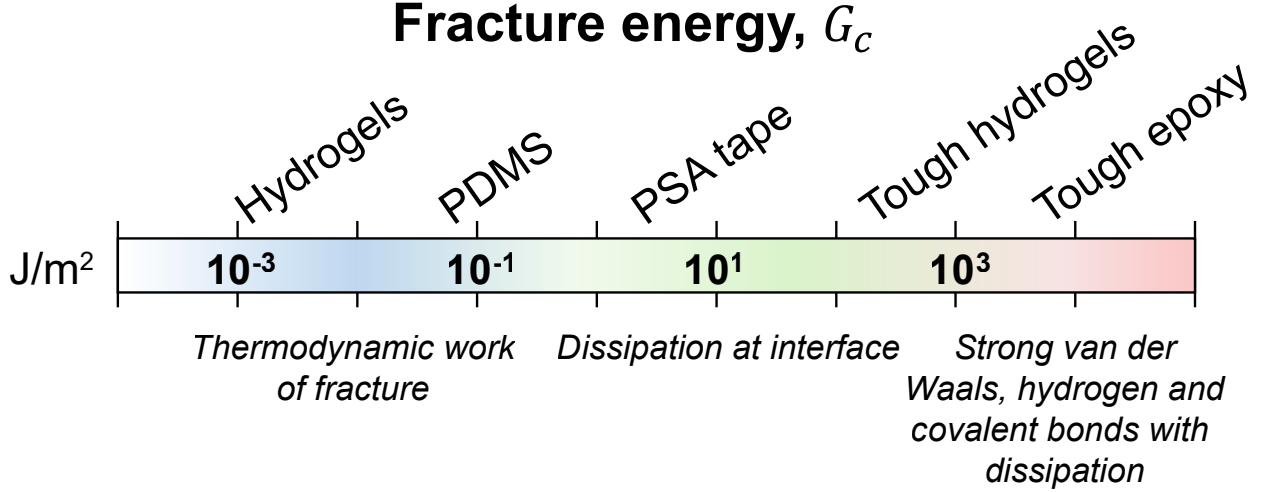 Fracture energy, G_c
Hydrogels
PDMS
PSA tape
Tough hydrogels
Tough epoxy
J/m²
10⁻³
10⁻¹
10¹
10³
Thermodynamic work
of fracture
Dissipation at interface
Strong van der
Waals, hydrogen and
covalent bonds with
dissipation